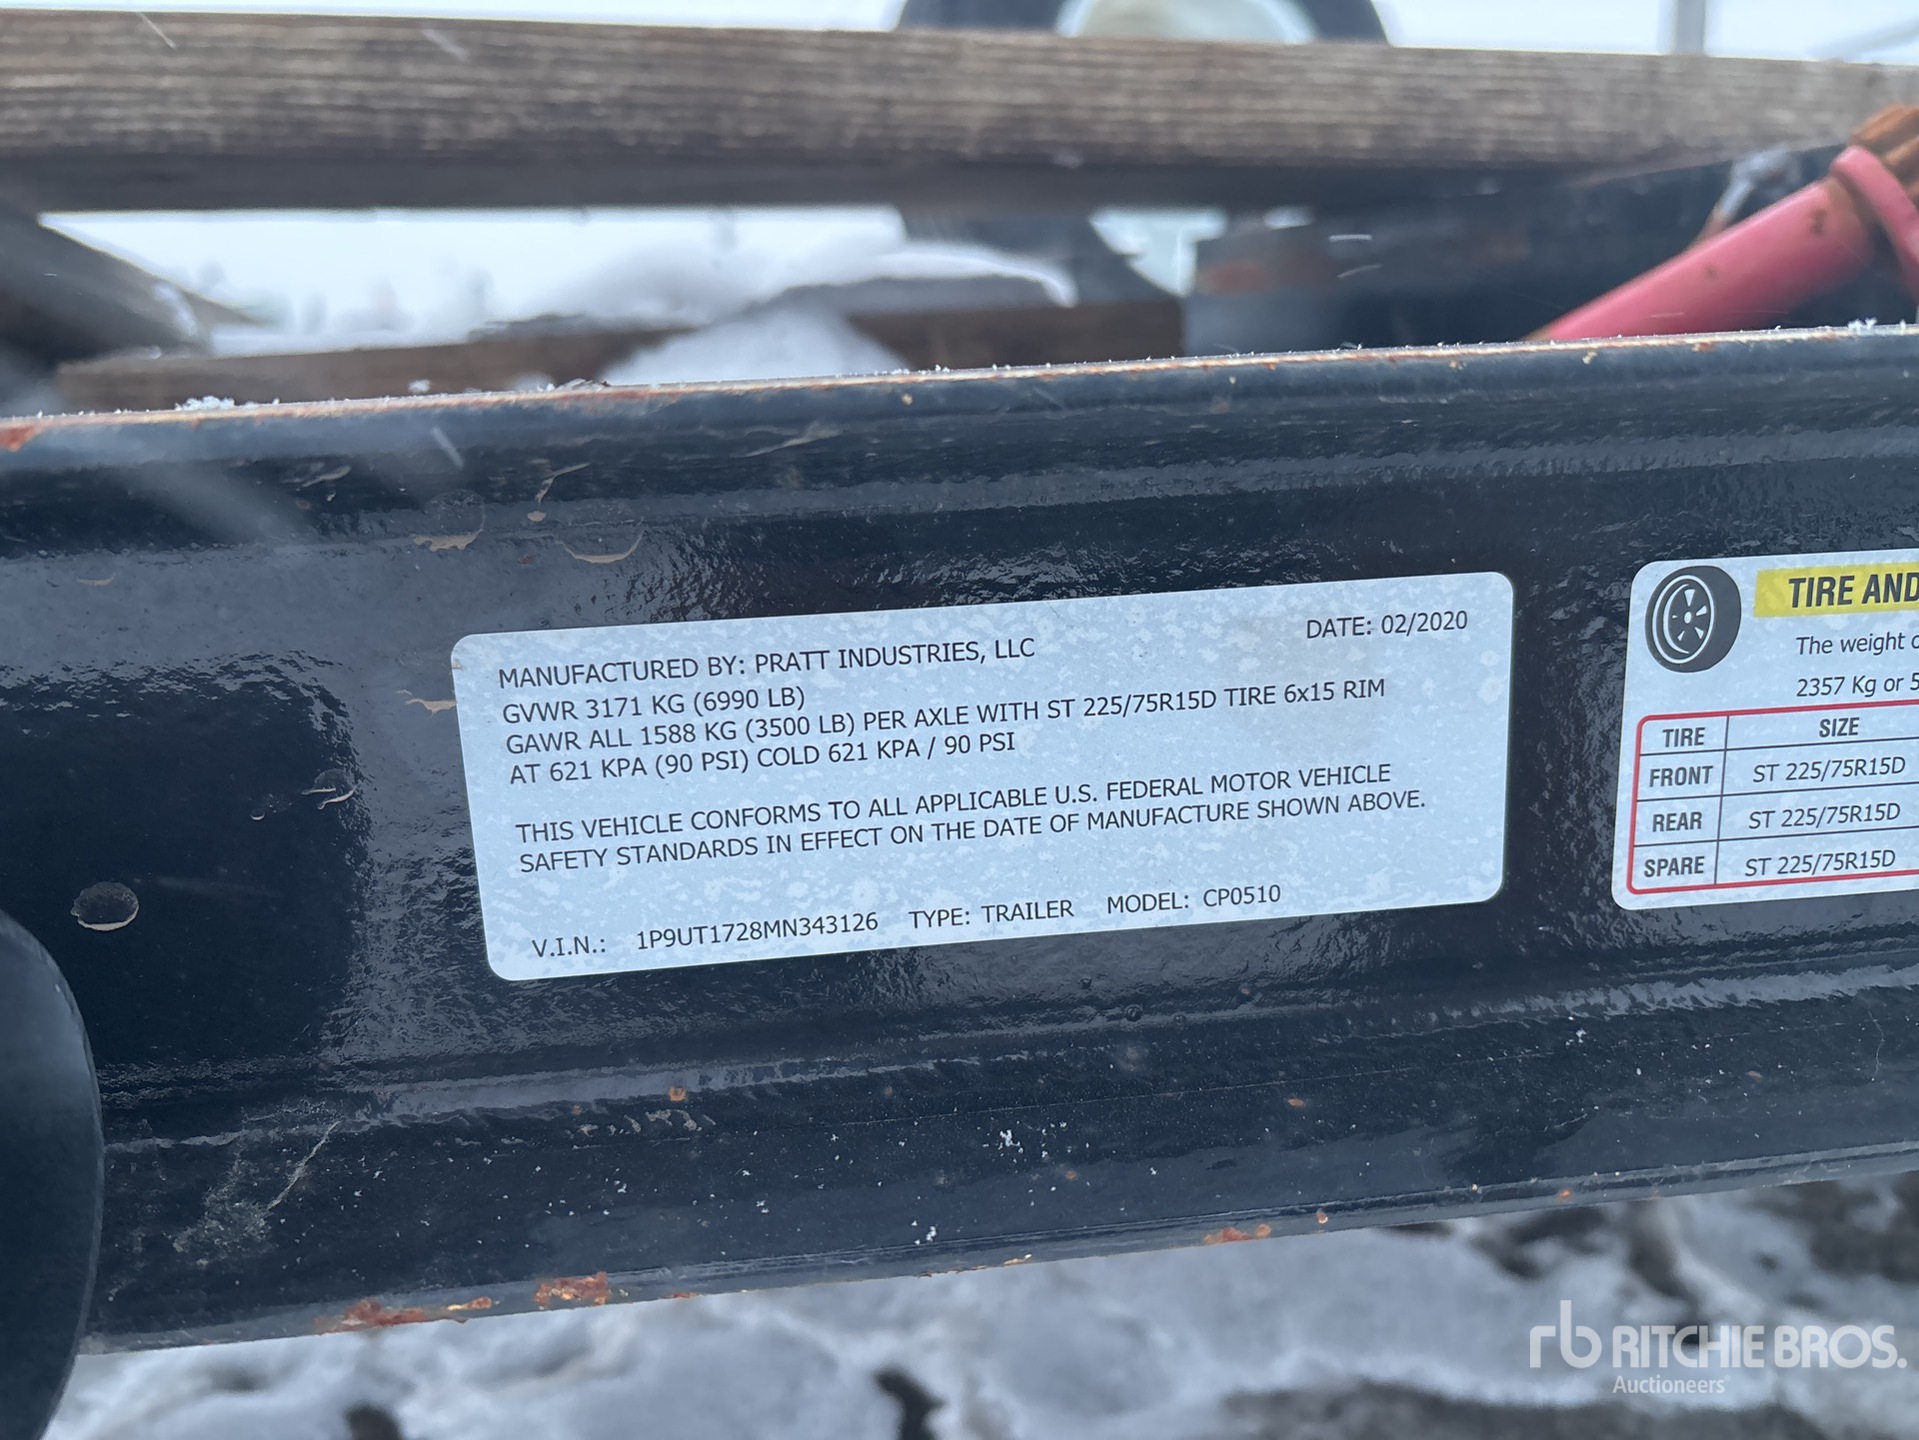 MANUFACTURED BY: PRATT INDUSTRIES, LLC DATE: 02/2020
GVWR 3171 KG (6990 LB)
GAWR ALL 1588 KG (3500 LB) PER AXLE WITH ST 225/75R15D TIRE 6x15 RIM
AT 621 KPA (90 PSI) COLD 621 KPA / 90 PSI
THIS VEHICLE CONFORMS TO ALL APPLICABLE U.S. FEDERAL MOTOR VEHICLE
SAFETY STANDARDS IN EFFECT ON THE DATE OF MANUFACTURE SHOWN ABOVE.
V.I.N.: 1P9UT1728MN343126 TYPE: TRAILER MODEL: CP0510
TIRE AND
The weight
2357 Kg or 5
TIRE SIZE
FRONT ST 225/75R15D
REAR ST 225/75R15D
SPARE ST 225/75R15D
rb RITCHIE BROS.
Auctioneers